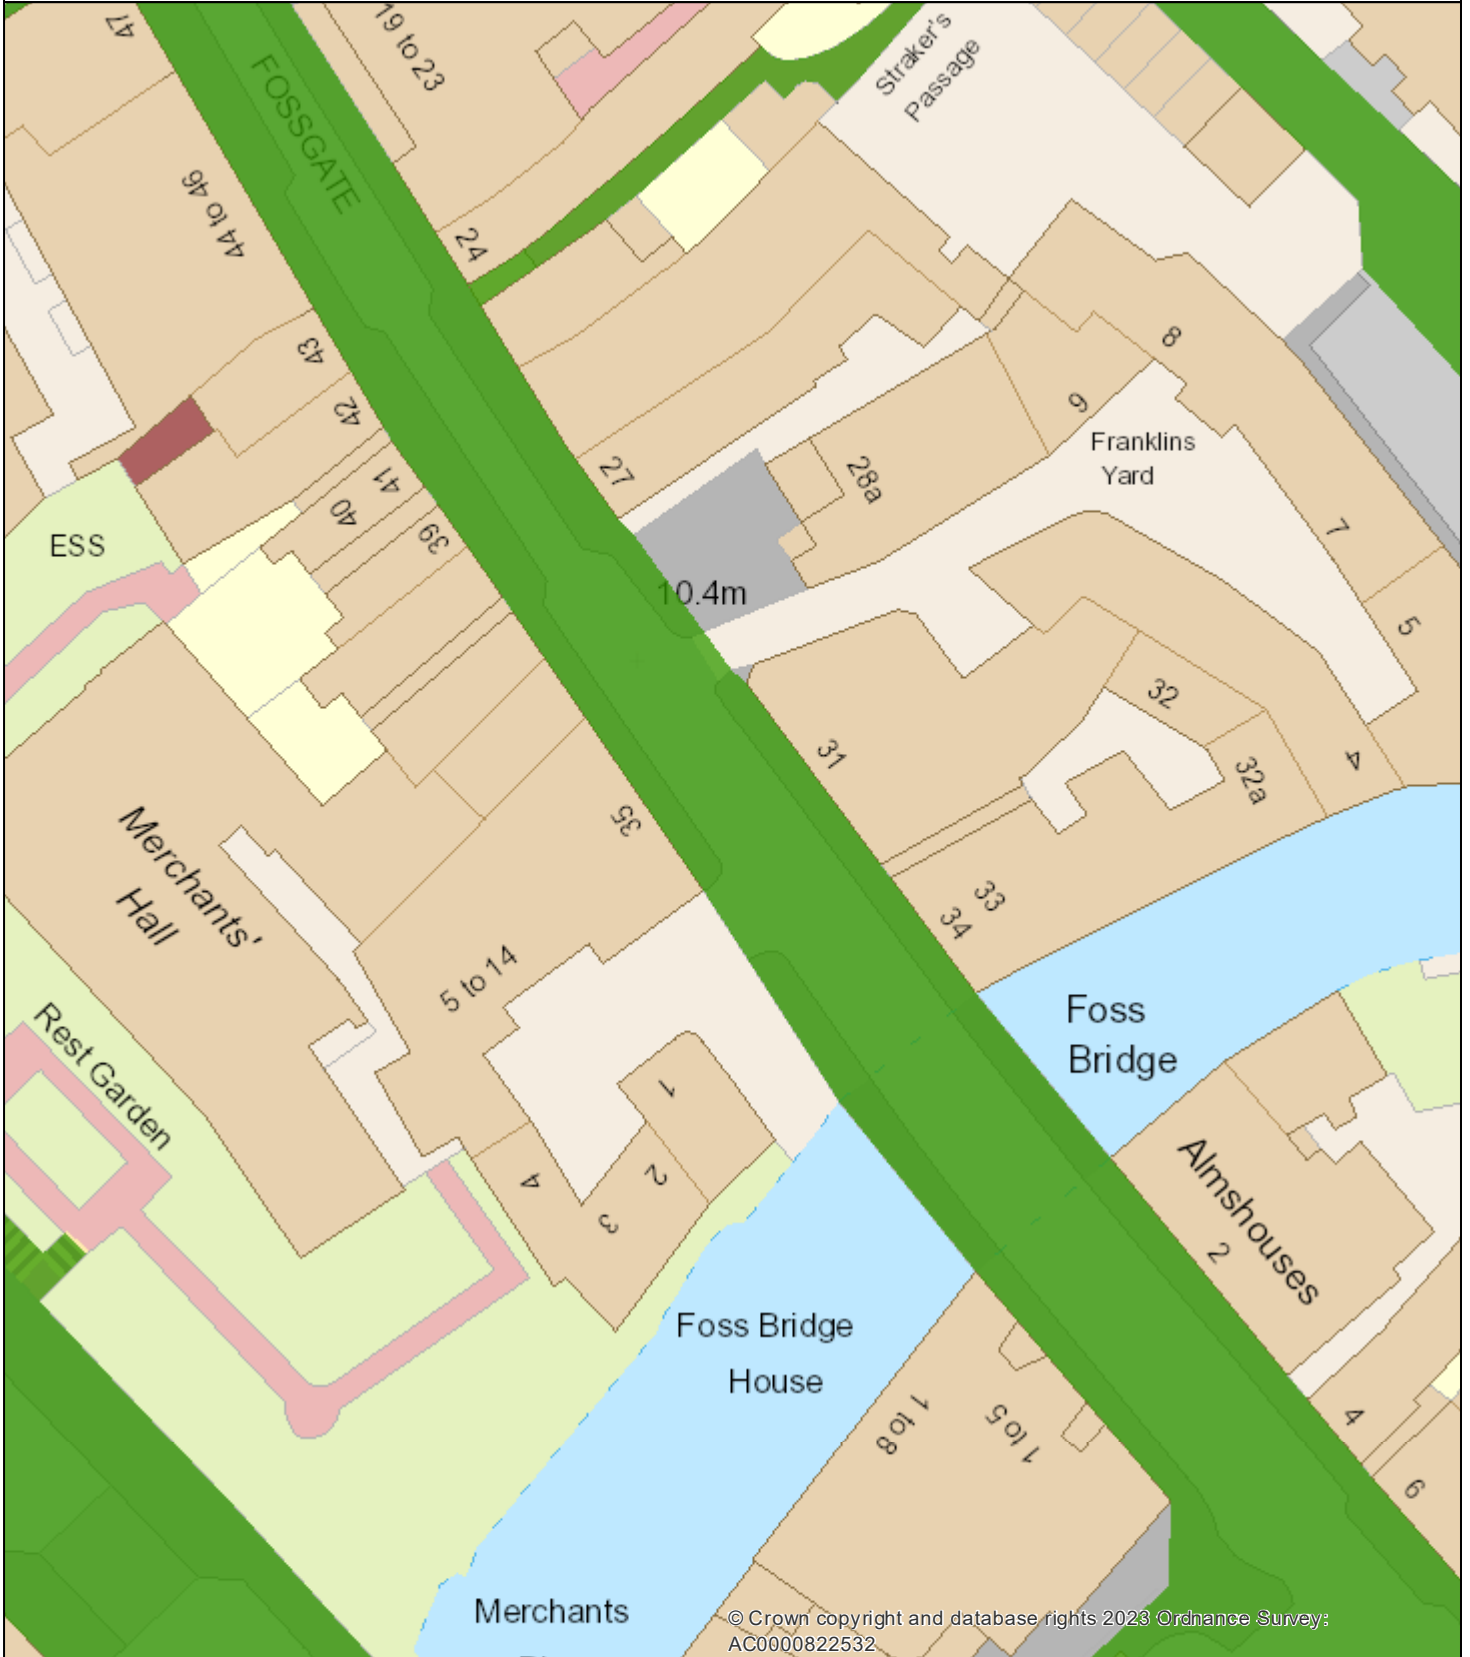 47
19 to 23
Straker's
Passage
FOSSGATE
44 to 46
24
43
8
42
9
27
Franklins
Yard
28a
41
40
39
7
ESS
10.4m
5
32
31
4
32a
35
Merchants'
Hall
33
34
5 to 14
Foss
Bridge
Rest Garden
1
2
4
3
Almshouses
2
Foss Bridge
House
1 to 8
1 to 5
4
6
Merchants
© Crown copyright and database rights 2023 Ordnance Survey:
AC0000822532